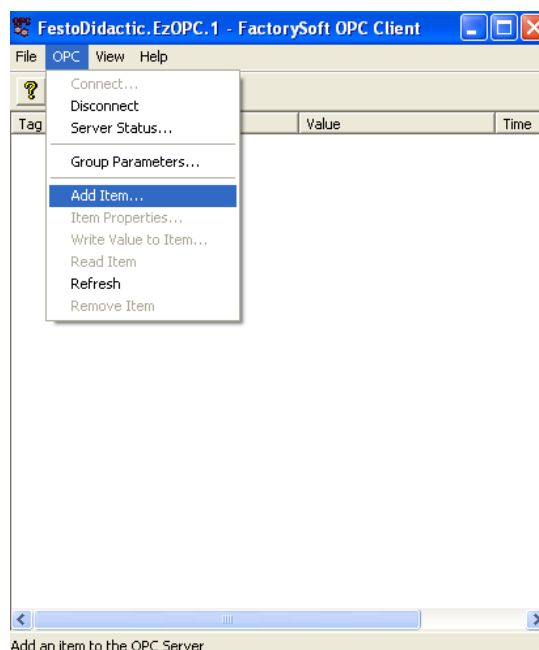 FestoDidactic.EzOPC.1 - FactorySoft OPC Client
File OPC View Help
Connect...
Disconnect
Tag Value Time
Server Status...
Group Parameters...
Add Item...
Item Properties...
Write Value to Item...
Read Item
Refresh
Remove Item
Add an item to the OPC Server